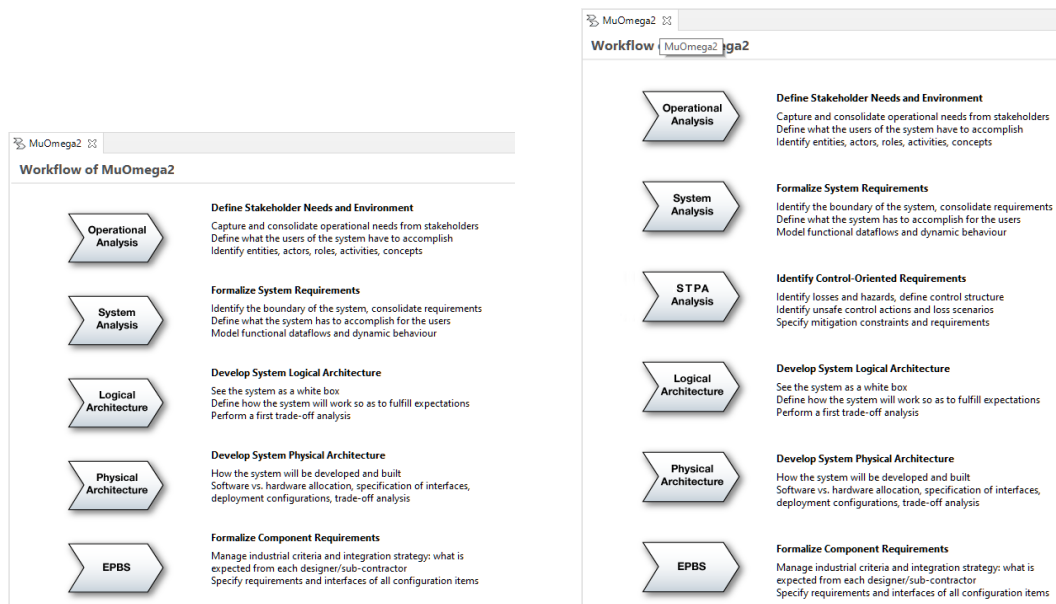 MuOmega2
Workflow of MuOmega2
Operational
Analysis
Define Stakeholder Needs and Environment
Capture and consolidate operational needs from stakeholders
Define what the users of the system have to accomplish
Identify entities, actors, roles, activities, concepts
System
Analysis
Formalize System Requirements
Identify the boundary of the system, consolidate requirements
Define what the system has to accomplish for the users
Model functional dataflows and dynamic behaviour
Logical
Architecture
Develop System Logical Architecture
See the system as a white box
Define how the system will work so as to fulfill expectations
Perform a first trade-off analysis
Physical
Architecture
Develop System Physical Architecture
How the system will be developed and built
Software vs. hardware allocation, specification of interfaces,
deployment configurations, trade-off analysis
EPBS
Formalize Component Requirements
Manage industrial criteria and integration strategy: what is
expected from each designer/sub-contractor
Specify requirements and interfaces of all configuration items
MuOmega2
Workflow MuOmega2 ga2
Operational
Analysis
Define Stakeholder Needs and Environment
Capture and consolidate operational needs from stakeholders
Define what the users of the system have to accomplish
Identify entities, actors, roles, activities, concepts
System
Analysis
Formalize System Requirements
Identify the boundary of the system, consolidate requirements
Define what the system has to accomplish for the users
Model functional dataflows and dynamic behaviour
STPA
Analysis
Identify Control-Oriented Requirements
Identify losses and hazards, define control structure
Identify unsafe control actions and loss scenarios
Specify mitigation constraints and requirements
Logical
Architecture
Develop System Logical Architecture
See the system as a white box
Define how the system will work so as to fulfill expectations
Perform a first trade-off analysis
Physical
Architecture
Develop System Physical Architecture
How the system will be developed and built
Software vs. hardware allocation, specification of interfaces,
deployment configurations, trade-off analysis
EPBS
Formalize Component Requirements
Manage industrial criteria and integration strategy: what is
expected from each designer/sub-contractor
Specify requirements and interfaces of all configuration items